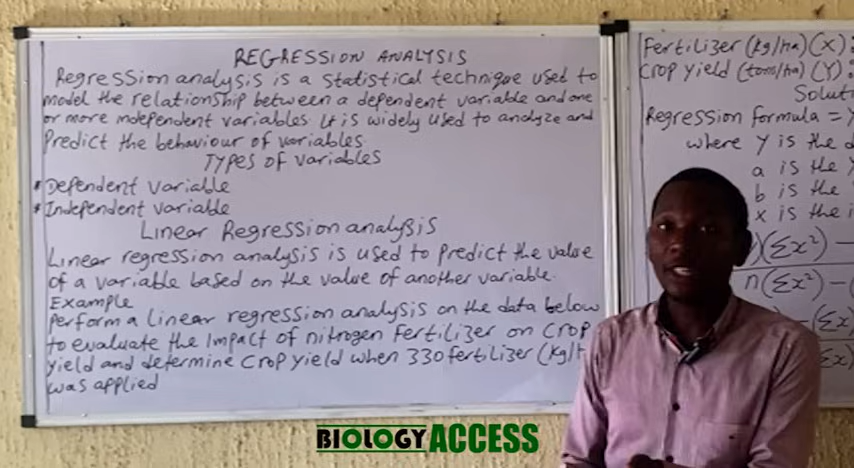 REGRESSION ANALYSIS
Regression analysis is a statistical technique used to
model the relationship between a dependent variable and one
or more independent variables. It is widely used to analyze and
Predict the behaviour of variables.
Types of variables
* Dependent variable
* Independent variable
Linear Regression analysis
Linear regression analysis is used to predict the value
of a variable based on the value of another variable.
Example
Perform a linear regression analysis on the data below
to evaluate the impact of nitrogen Fertilizer on crop
yield and determine crop yield when 330 fertilizer (kg/h
was applied
Fertilizer (kg/ha) (X):
Crop yield (tons/ha) (Y):
Regression formula =
where Y is the
a is the
b is the
x is the
)(Σx²) −
n(Σx²) − (
(Σx)
BIOLOGY ACCESS